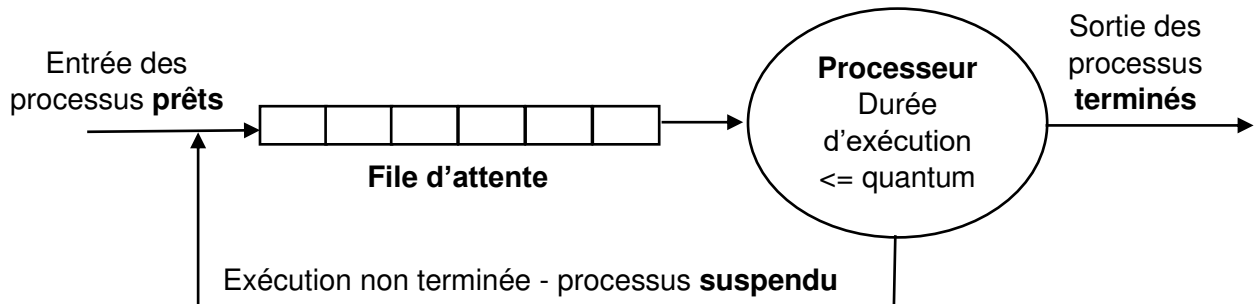 Entrée des
processus prêts
File d'attente
Processeur
Durée
d'exécution
<= quantum
Sortie des
processus
terminés
Exécution non terminée - processus suspendu